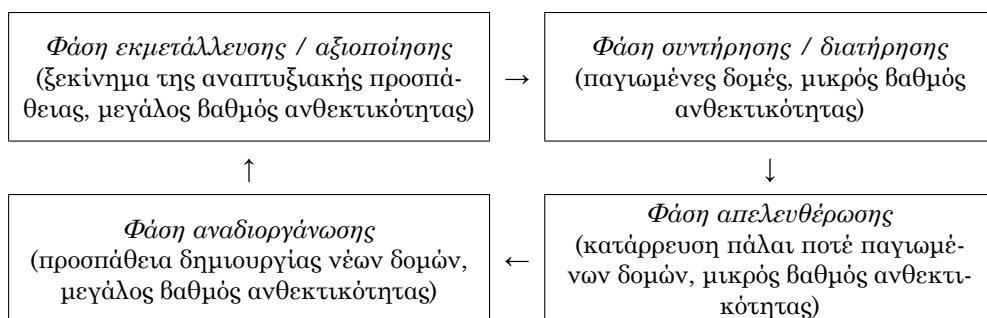 Φάση εκμετάλλευσης / αξιοποίησης
(ξεκίνημα της αναπτυξιακής προσπά-
θειας, μεγάλος βαθμός ανθεκτικότητας)
→
Φάση συντήρησης / διατήρησης
(παγιωμένες δομές, μικρός βαθμός
ανθεκτικότητας)
↑
↓
Φάση αναδιοργάνωσης
(προσπάθεια δημιουργίας νέων δομών,
μεγάλος βαθμός ανθεκτικότητας)
←
Φάση απελευθέρωσης
(κατάρρευση πάλαι ποτέ παγιωμέ-
νων δομών, μικρός βαθμός ανθεκτι-
κότητας)